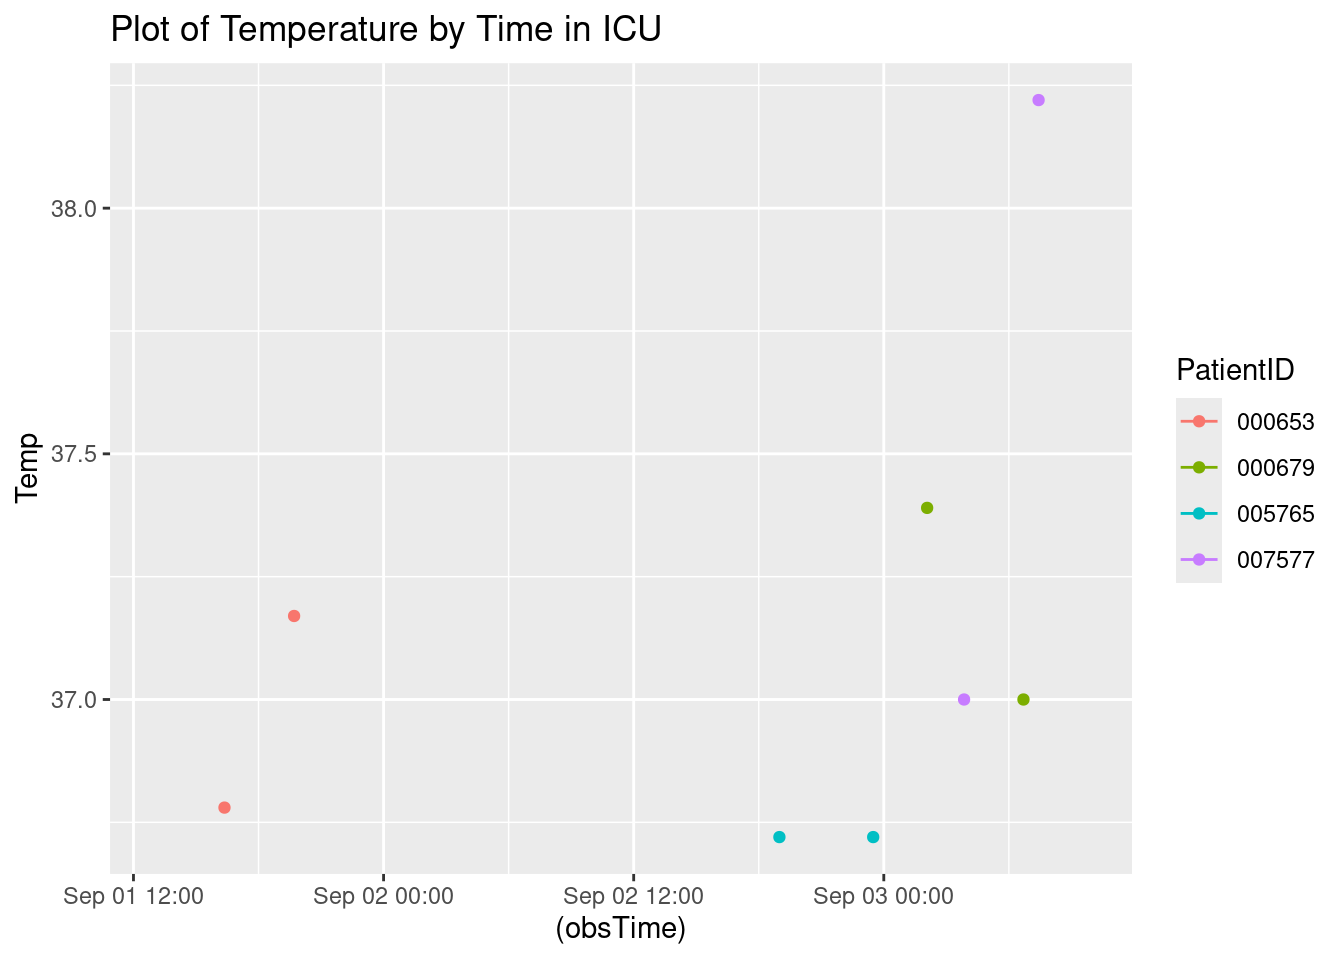 Plot of Temperature by Time in ICU
38.0
37.5
37.0
Temp
Sep 01 12:00
Sep 02 00:00
Sep 02 12:00
Sep 03 00:00
(obsTime)
PatientID
000653
000679
005765
007577